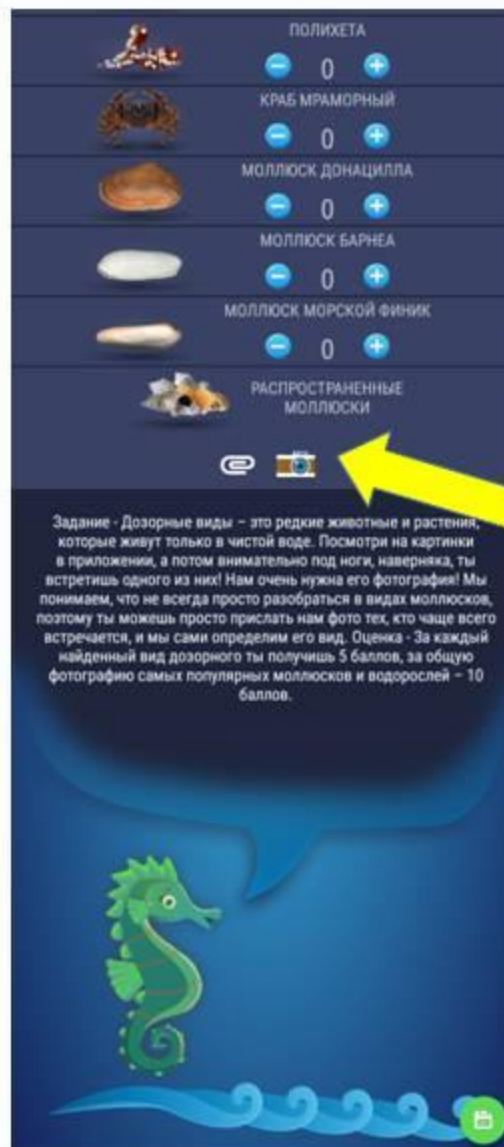 ПОЛИХЕТА
0
КРАБ МРАМОРНЫЙ
0
МОЛЛЮСК ДОНАЦИЛЛА
0
МОЛЛЮСК БАРНЕА
0
МОЛЛЮСК МОРСКОЙ ФИНИК
0
РАСПРОСТРАНЕННЫЕ
МОЛЛЮСКИ
Задание - Дозорные виды – это редкие животные и растения,
которые живут только в чистой воде. Посмотри на картинки
в приложении, а потом внимательно под ноги, наверняка, ты
встретишь одного из них! Нам очень нужна его фотография! Мы
понимаем, что не всегда просто разобраться в видах моллюсков,
поэтому ты можешь просто прислать нам фото тех, кто чаще всего
встречается, и мы сами определим его вид. Оценка - За каждый
найденный вид дозорного ты получишь 5 баллов, за общую
фотографию самых популярных моллюсков и водорослей – 10
баллов.